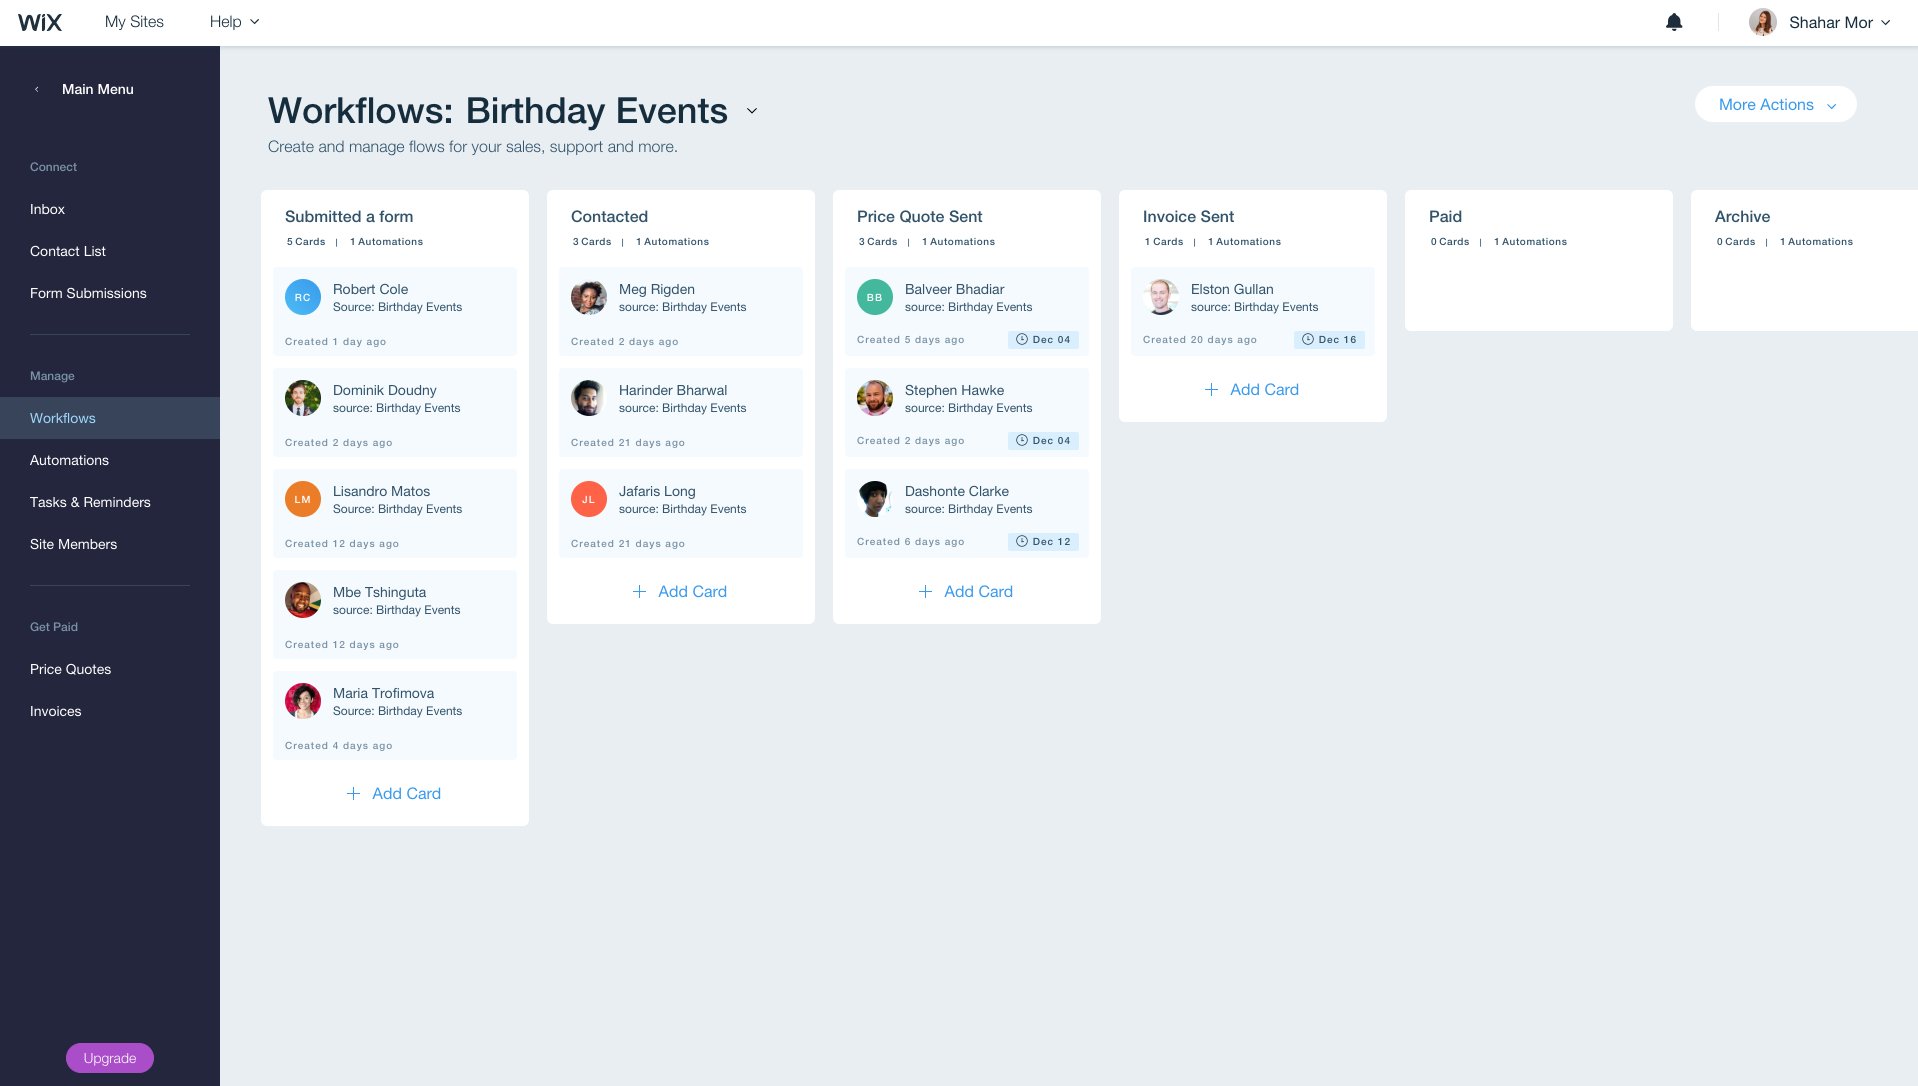 WiX
My Sites
Help
Shahar Mor
Main Menu
Connect
Inbox
Contact List
Form Submissions
Manage
Workflows
Automations
Tasks & Reminders
Site Members
Get Paid
Price Quotes
Invoices
Upgrade
Workflows: Birthday Events
Create and manage flows for your sales, support and more.
More Actions
Submitted a form
5 Cards | 1 Automations
RC
Robert Cole
Source: Birthday Events
Created 1 day ago
Dominik Doudny
source: Birthday Events
Created 2 days ago
LM
Lisandro Matos
Source: Birthday Events
Created 12 days ago
Mbe Tshinguta
source: Birthday Events
Created 12 days ago
Maria Trofimova
Source: Birthday Events
Created 4 days ago
+ Add Card
Contacted
3 Cards | 1 Automations
Meg Rigden
source: Birthday Events
Created 2 days ago
Harinder Bharwal
source: Birthday Events
Created 21 days ago
JL
Jafaris Long
source: Birthday Events
Created 21 days ago
+ Add Card
Price Quote Sent
3 Cards | 1 Automations
BB
Balveer Bhadiar
source: Birthday Events
Created 5 days ago Dec 04
Stephen Hawke
source: Birthday Events
Created 2 days ago Dec 04
Dashonte Clarke
source: Birthday Events
Created 6 days ago Dec 12
+ Add Card
Invoice Sent
1 Cards | 1 Automations
Elston Gullan
source: Birthday Events
Created 20 days ago Dec 16
+ Add Card
Paid
0 Cards | 1 Automations
Archive
0 Cards | 1 Automations